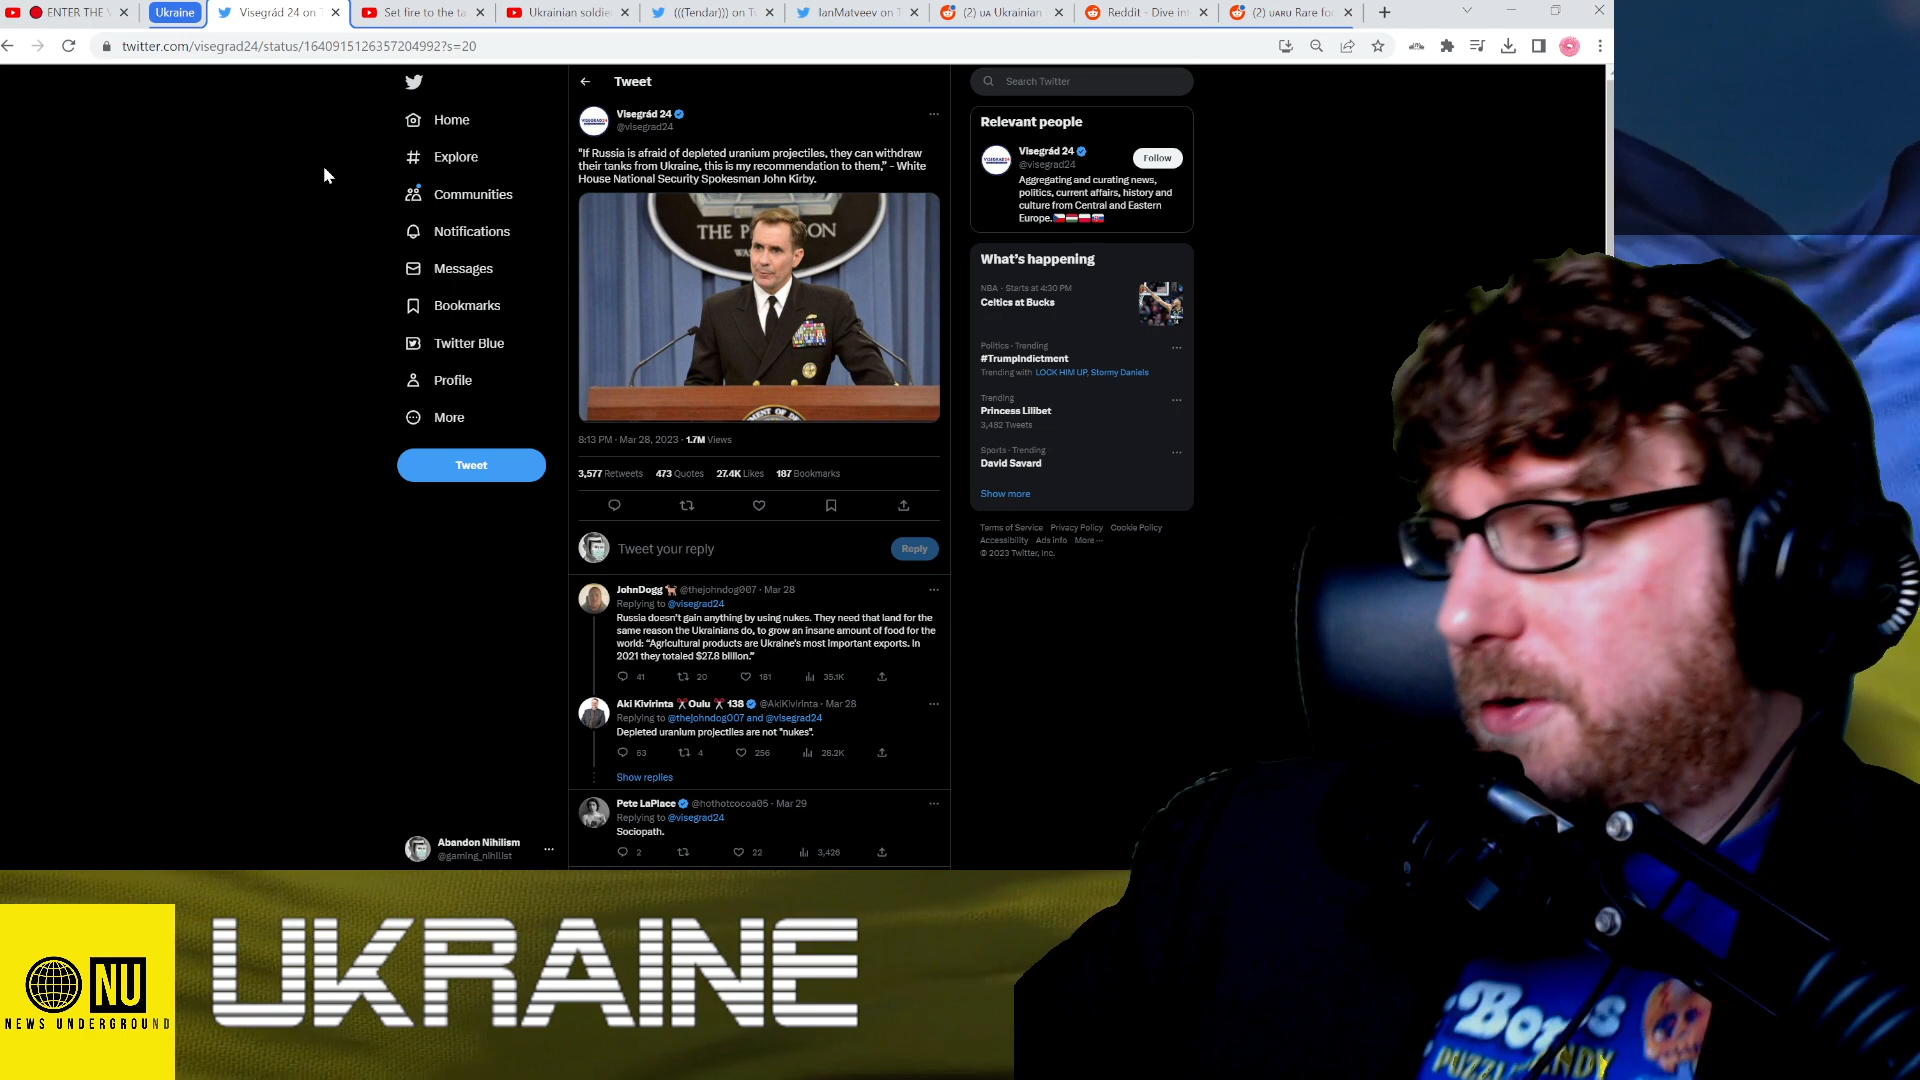 ENTER THE
Ukraine
Visegrád 24 on T
Set fire to the ta
Ukrainian soldie
(((Tendar))) on Tw
IanMatveev on T
(2) UA Ukrainian
Reddit - Dive int
(2) UARU Rare fo
twitter.com/visegrad24/status/1640915126357204992?s=20
Home
Explore
Communities
Notifications
Messages
Bookmarks
Twitter Blue
Profile
More
Tweet
Abandon Nihilism
@gaming_nihilist
Tweet
Visegrád 24
@visegrad24
"If Russia is afraid of depleted uranium projectiles, they can withdraw
their tanks from Ukraine, this is my recommendation to them," - White
House National Security Spokesman John Kirby.
THE P ON
WAS
MENT OF DE
8:13 PM · Mar 28, 2023 · 1.7M Views
3,577 Retweets 473 Quotes 27.4K Likes 187 Bookmarks
Tweet your reply
Reply
JohnDogg @thejohndog007 · Mar 28
Replying to @visegrad24
Russia doesn't gain anything by using nukes. They need that land for the
same reason the Ukrainians do, to grow an insane amount of food for the
world: "Agricultural products are Ukraine's most important exports. In
2021 they totaled $27.8 billion."
41 20 181 35.1K
Aki Kivirinta Oulu 138 @AkiKivirinta · Mar 28
Replying to @thejohndog007 and @visegrad24
Depleted uranium projectiles are not "nukes".
63 4 256 28.2K
Show replies
Pete LaPlace @hothotcocoa05 · Mar 29
Replying to @visegrad24
Sociopath.
2 22 3,426
Search Twitter
Relevant people
Visegrád 24
@visegrad24
Follow
Aggregating and curating news,
politics, current affairs, history and
culture from Central and Eastern
Europe.
What's happening
NBA · Starts at 4:30 PM
Celtics at Bucks
Politics · Trending
#TrumpIndictment
Trending with LOCK HIM UP, Stormy Daniels
Trending
Princess Lilibet
3,482 Tweets
Sports · Trending
David Savard
Show more
Terms of Service Privacy Policy Cookie Policy
Accessibility Ads info More ···
© 2023 Twitter, Inc.
NU
NEWS UNDERGROUND
UKRAINE